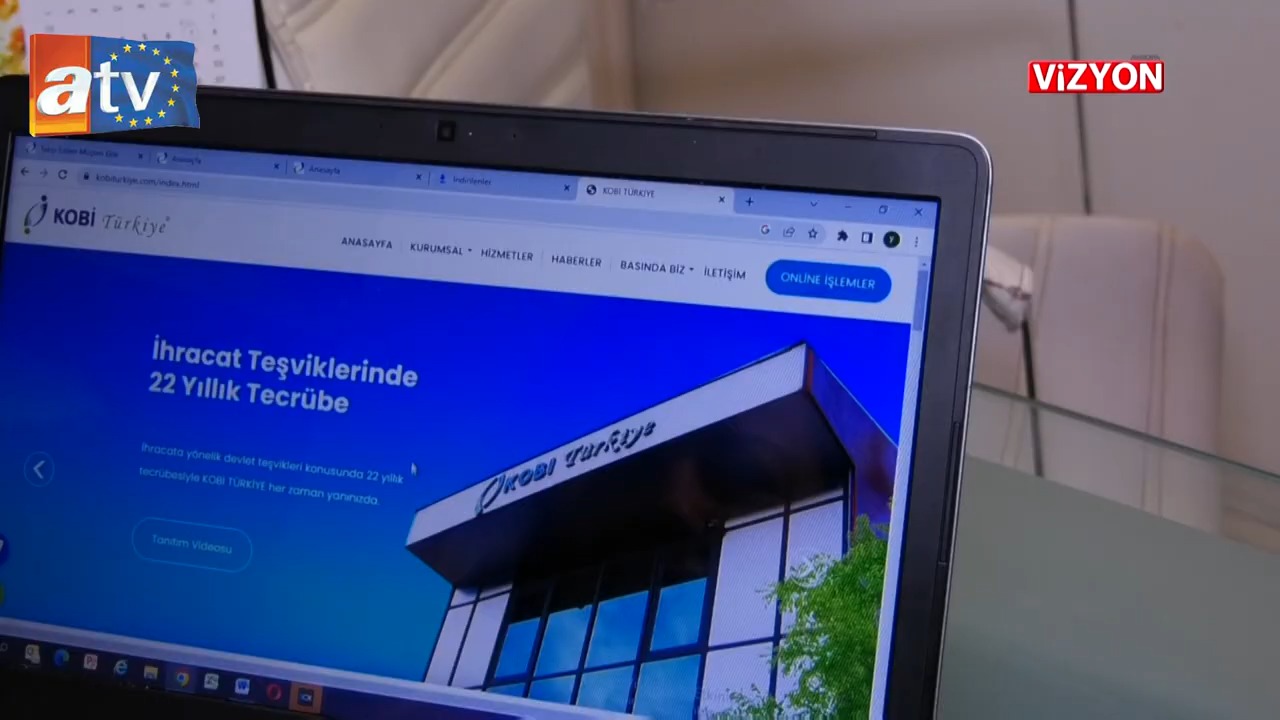 atv
VİZYON
Anasayfa
Anasayfa
İndirilenler
KOBİ TÜRKİYE
kobiturkiye.com/index.html
KOBİ Türkiye
ANASAYFA
KURUMSAL
HİZMETLER
HABERLER
BASINDA BİZ
İLETİŞİM
ONLİNE İŞLEMLER
İhracat Teşviklerinde
22 Yıllık Tecrübe
İhracata yönelik devlet teşvikleri konusunda 22 yıllık
tecrübesiyle KOBİ TÜRKİYE her zaman yanınızda.
Tanıtım Videosu
KOBİ Türkiye